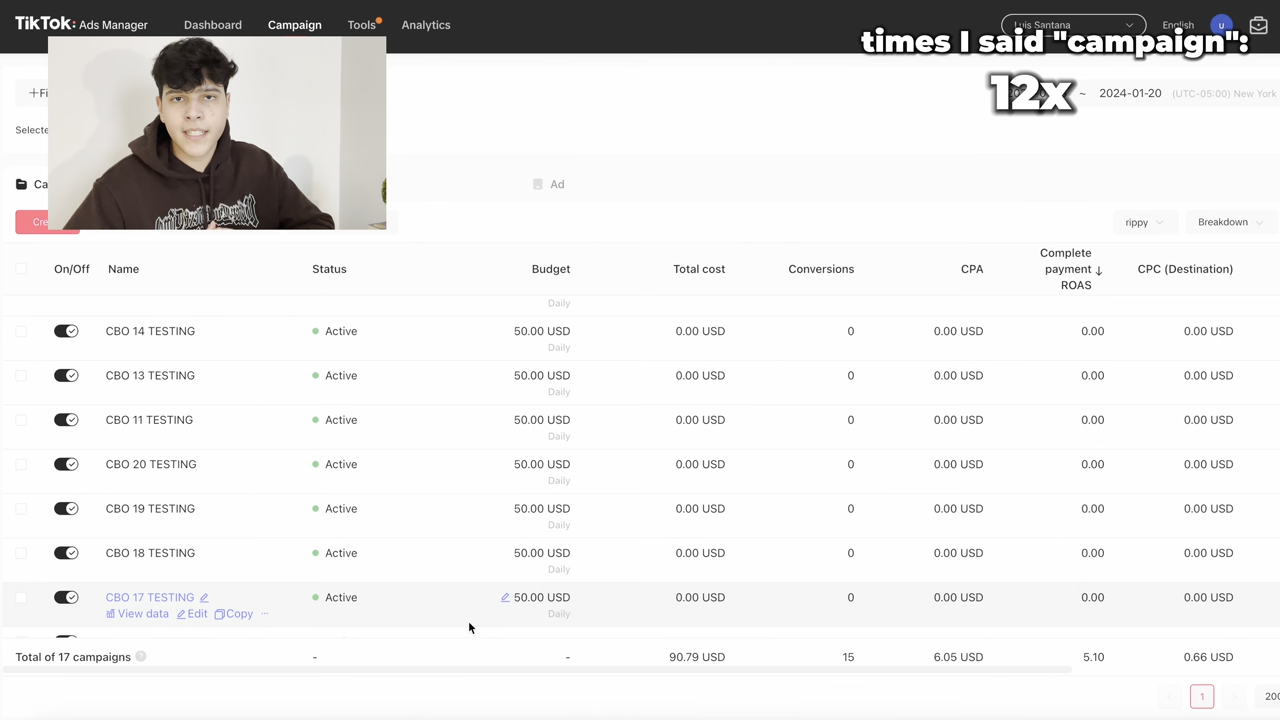 TikTok: Ads Manager
Dashboard
Campaign
Tools
Analytics
Luis Santana
English
u
times I said "campaign":
12x
+Fi
~ 2024-01-20 (UTC-05:00) New York
Selecte
Ca
Ad
Cre
rippy
Breakdown
On/Off Name Status Budget Total cost Conversions CPA Complete payment ROAS ↓ CPC (Destination)
Daily
CBO 14 TESTING Active 50.00 USD 0.00 USD 0 0.00 USD 0.00 0.00 USD
Daily
CBO 13 TESTING Active 50.00 USD 0.00 USD 0 0.00 USD 0.00 0.00 USD
Daily
CBO 11 TESTING Active 50.00 USD 0.00 USD 0 0.00 USD 0.00 0.00 USD
Daily
CBO 20 TESTING Active 50.00 USD 0.00 USD 0 0.00 USD 0.00 0.00 USD
Daily
CBO 19 TESTING Active 50.00 USD 0.00 USD 0 0.00 USD 0.00 0.00 USD
Daily
CBO 18 TESTING Active 50.00 USD 0.00 USD 0 0.00 USD 0.00 0.00 USD
Daily
CBO 17 TESTING Active 50.00 USD 0.00 USD 0 0.00 USD 0.00 0.00 USD
View data Edit Copy ... Daily
Total of 17 campaigns ? - - 90.79 USD 15 6.05 USD 5.10 0.66 USD
< 1 > 200